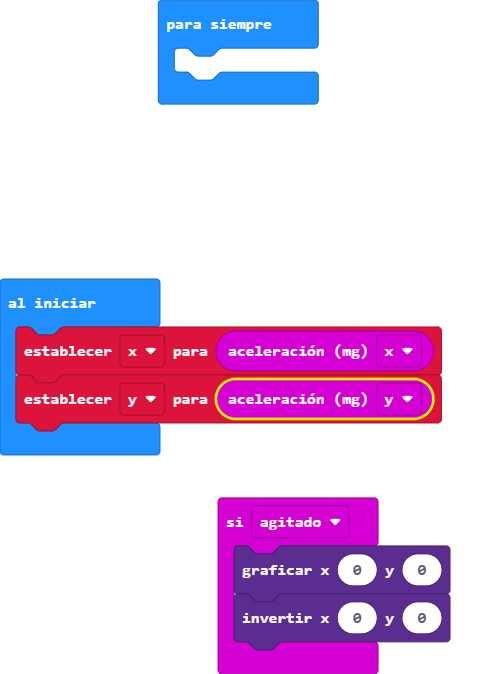 para siempre
al iniciar
establecer x para aceleración (mg) x
establecer y para aceleración (mg) y
si agitado
graficar x 0 y 0
invertir x 0 y 0